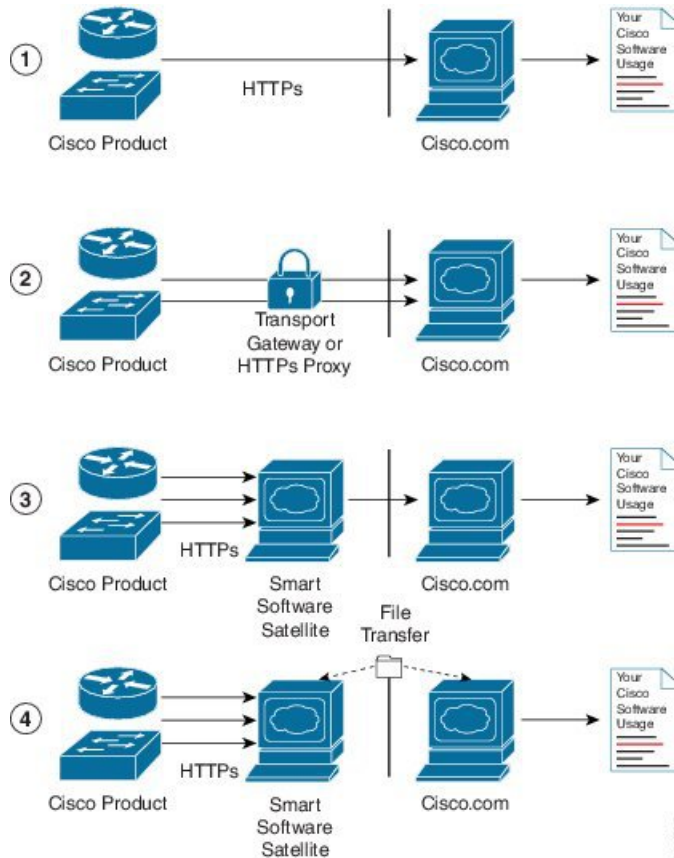 1
HTTPs
Cisco Product
Cisco.com
Your
Cisco
Software
Usage
2
Transport
Gateway or
HTTPs Proxy
Cisco Product
Cisco.com
Your
Cisco
Software
Usage
3
HTTPs
Cisco Product
Smart
Software
Satellite
Cisco.com
Your
Cisco
Software
Usage
File
Transfer
4
HTTPs
Cisco Product
Smart
Software
Satellite
Cisco.com
Your
Cisco
Software
Usage